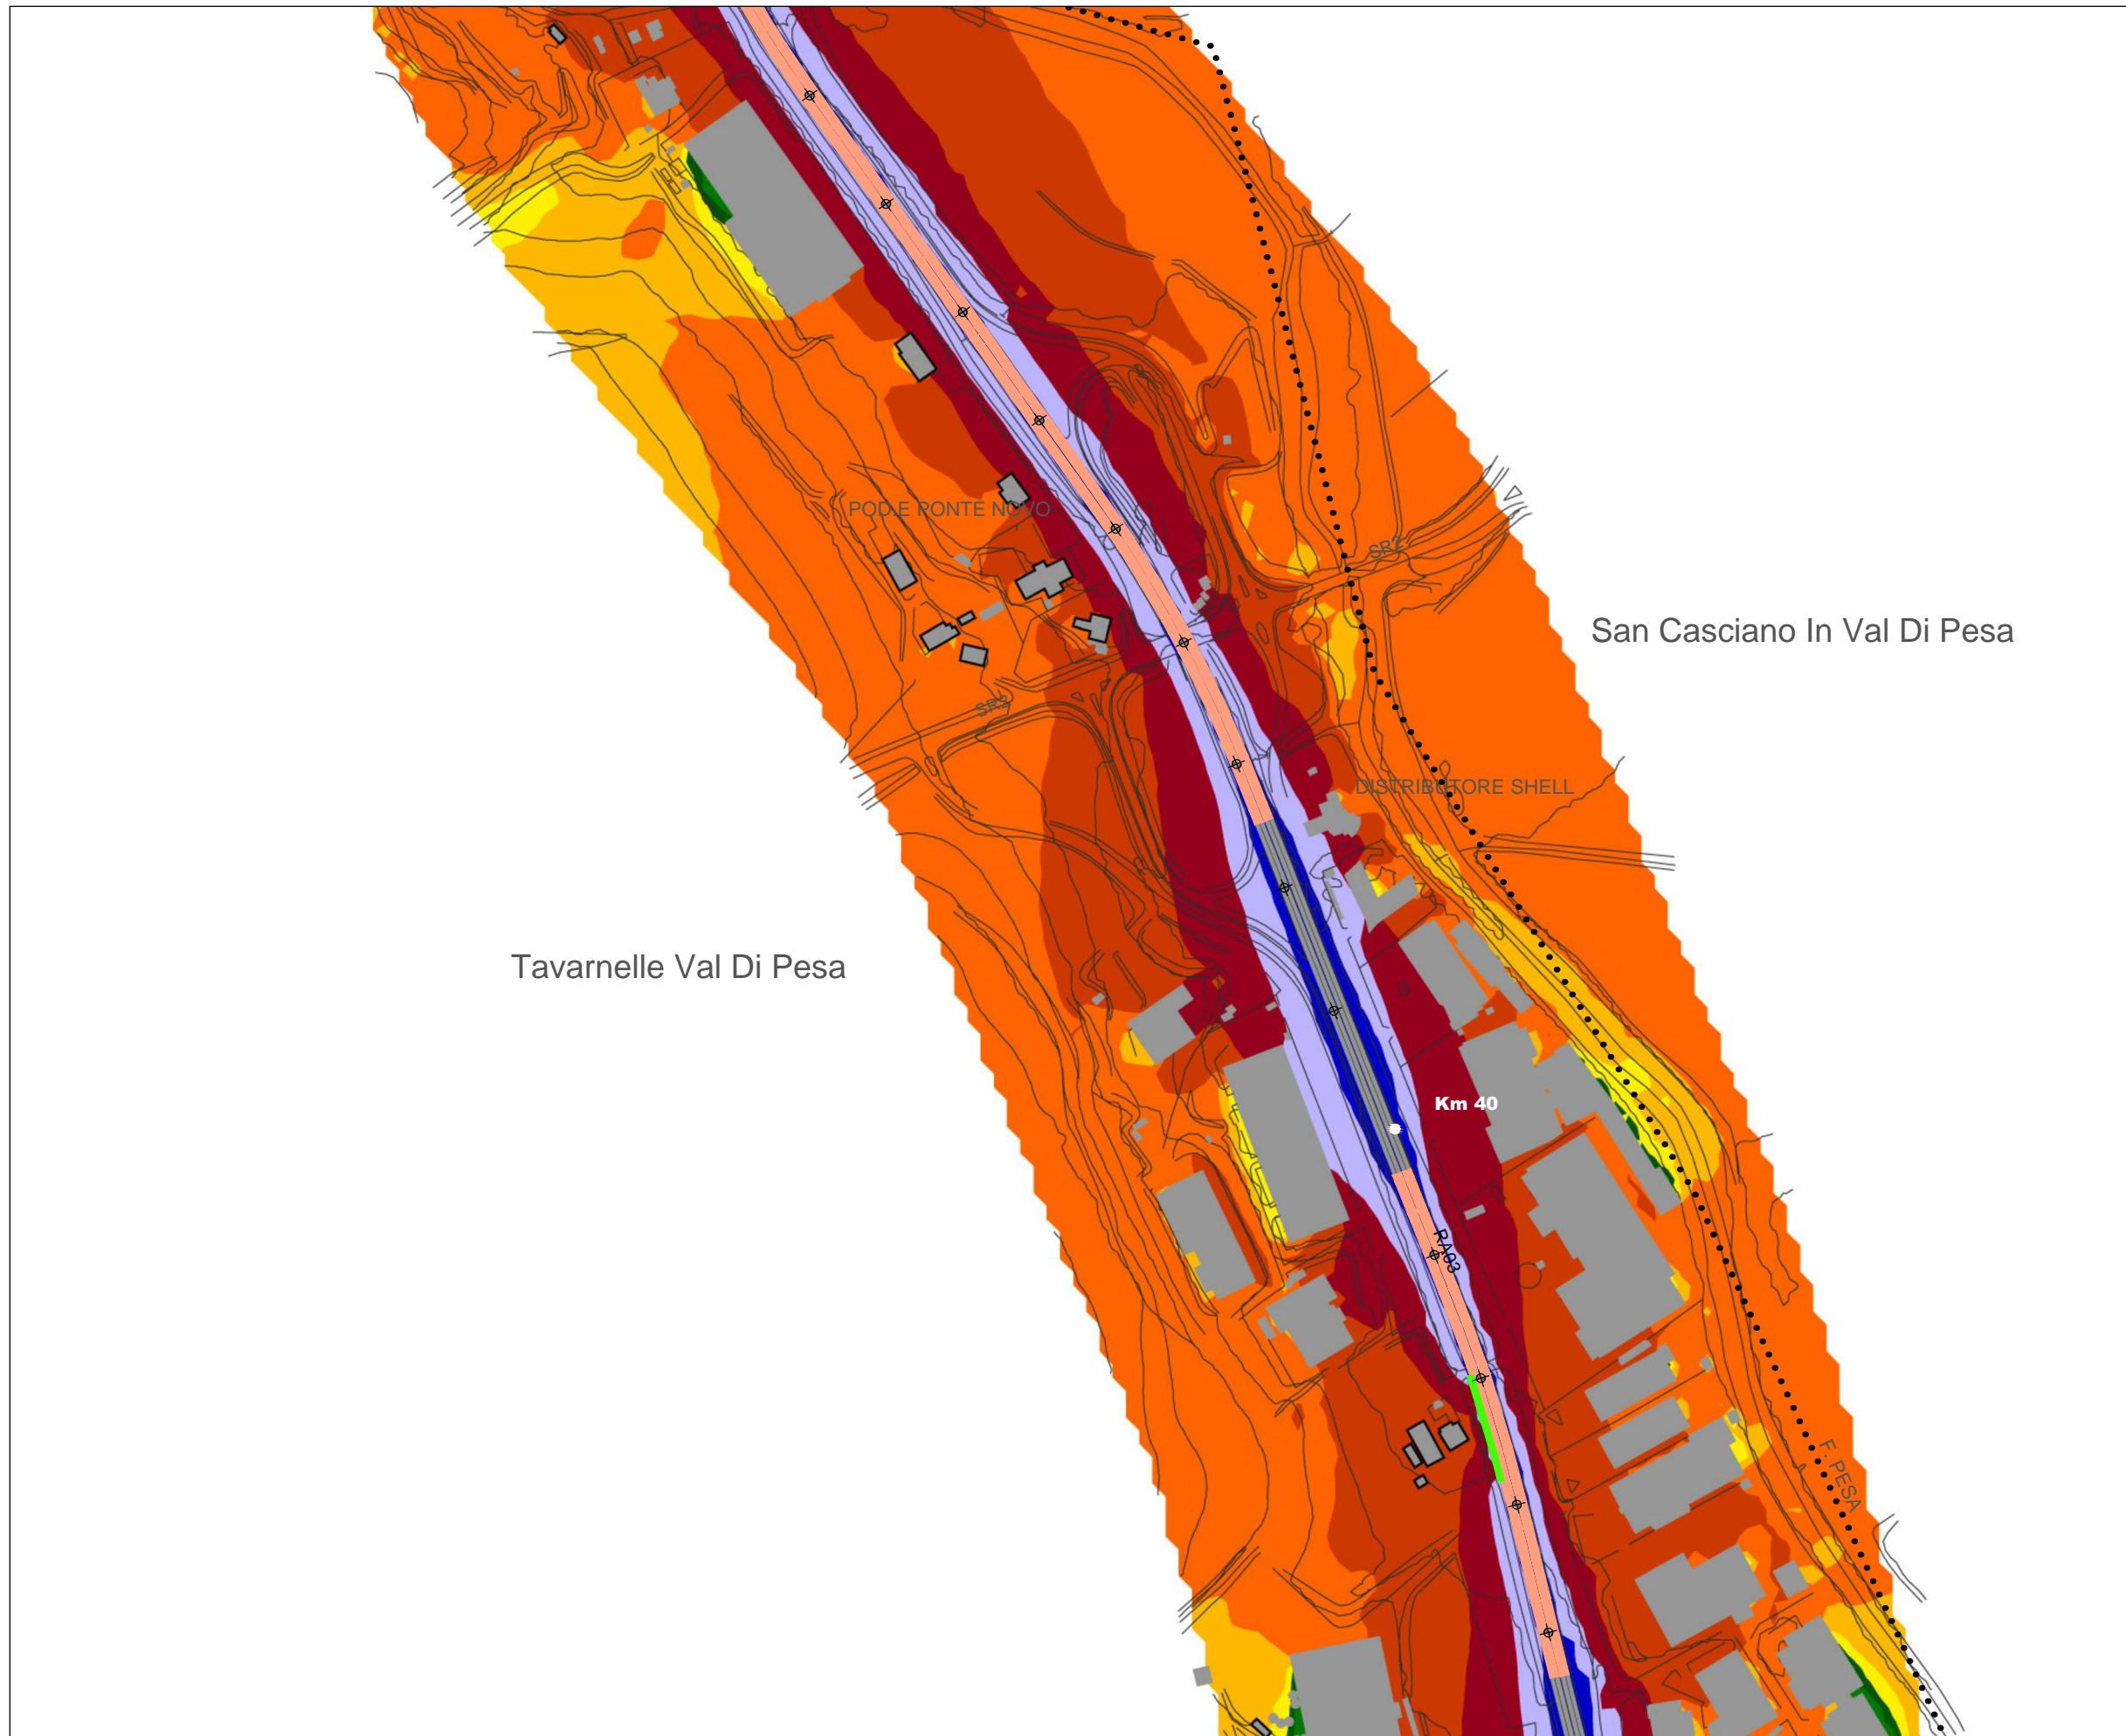 POD.E PONTE NOVO
SR2
San Casciano In Val Di Pesa
SR2
DISTRIBUTORE SHELL
Tavarnelle Val Di Pesa
Km 40
RA03
F. PESA